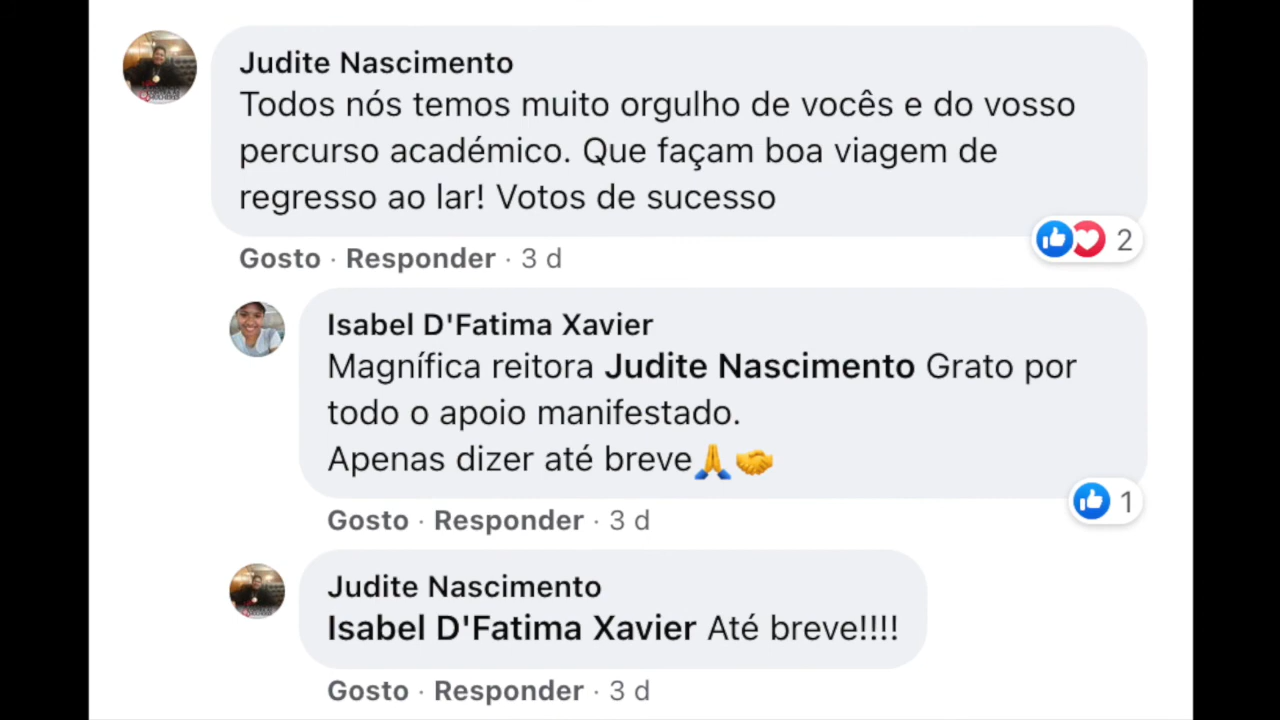 Judite Nascimento
Todos nós temos muito orgulho de vocês e do vosso
percurso académico. Que façam boa viagem de
regresso ao lar! Votos de sucesso
Gosto · Responder · 3 d
2
Isabel D'Fatima Xavier
Magnífica reitora Judite Nascimento Grato por
todo o apoio manifestado.
Apenas dizer até breve🙏🤝
Gosto · Responder · 3 d
1
Judite Nascimento
Isabel D'Fatima Xavier Até breve!!!!
Gosto · Responder · 3 d